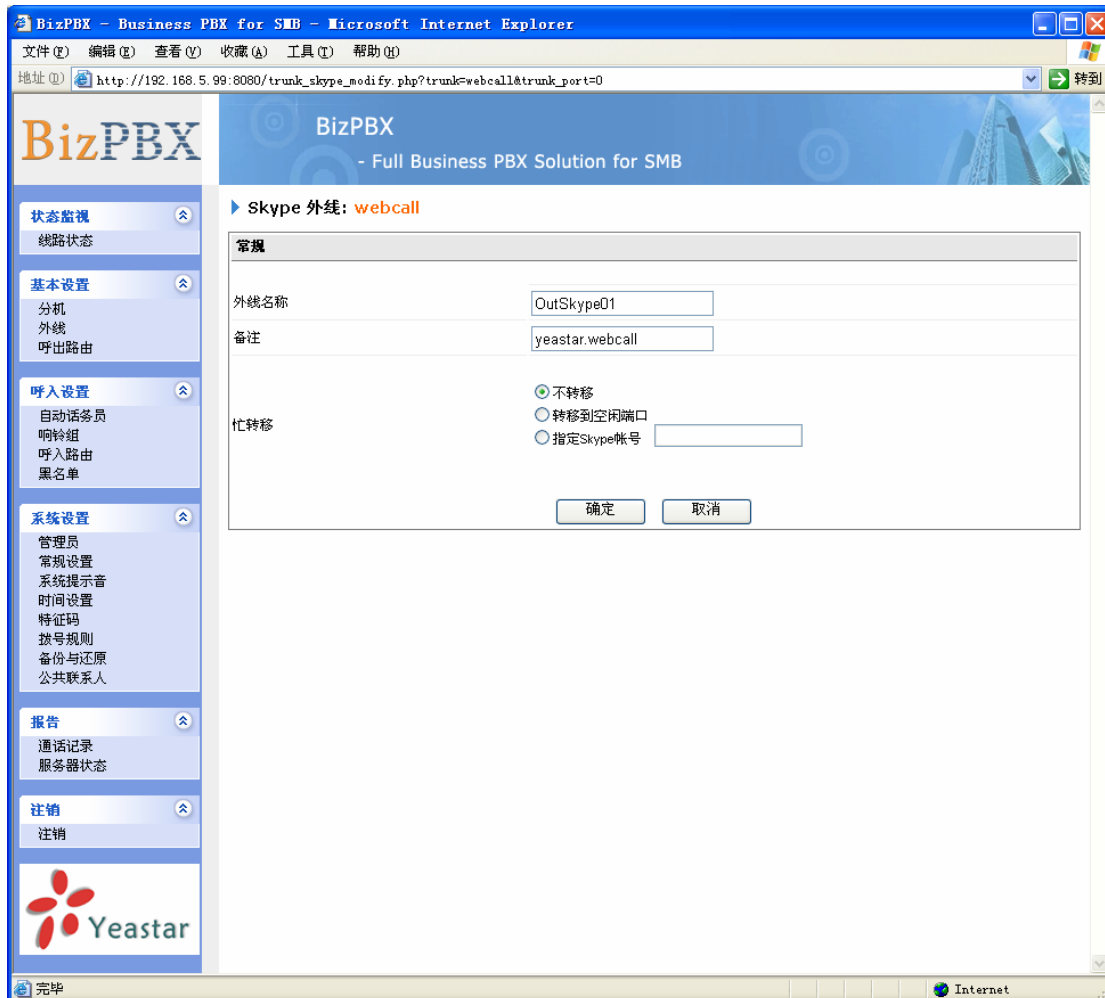 BizPBX - Business PBX for SMB - Microsoft Internet Explorer
文件(F) 编辑(E) 查看(V) 收藏(A) 工具(T) 帮助(H)
地址(D) http://192.168.5.99:8080/trunk_skype_modify.php?trunk=webcall&trunk_port=0 转到
BizPBX
BizPBX
- Full Business PBX Solution for SMB
状态监视
线路状态
基本设置
分机
外线
呼出路由
呼入设置
自动话务员
响铃组
呼入路由
黑名单
系统设置
管理员
常规设置
系统提示音
时间设置
特征码
拨号规则
备份与还原
公共联系人
报告
通话记录
服务器状态
注销
注销
Yeastar
Skype 外线: webcall
常规
外线名称 OutSkype01
备注 yeastar.webcall
忙转移
不转移
转移到空闲端口
指定Skype帐号
确定 取消
完毕 Internet